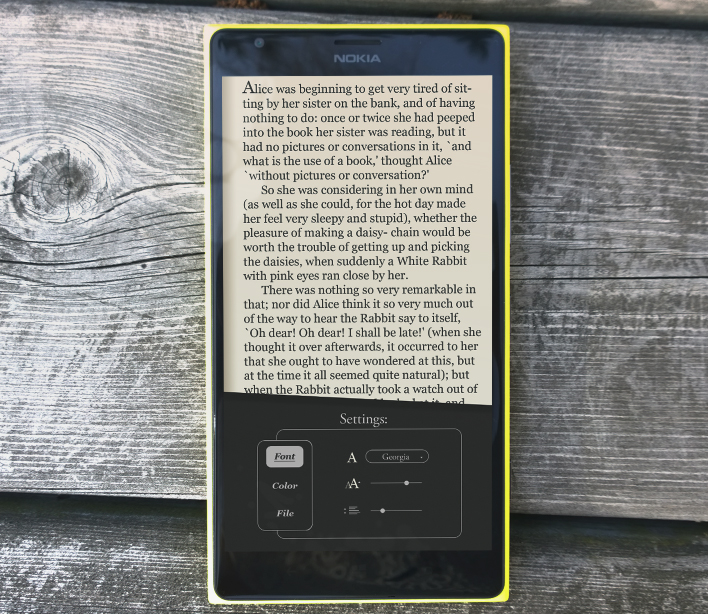 NOKIA
Alice was beginning to get very tired of sit-
ting by her sister on the bank, and of having
nothing to do: once or twice she had peeped
into the book her sister was reading, but it
had no pictures or conversations in it, `and
what is the use of a book,' thought Alice
`without pictures or conversation?'
So she was considering in her own mind
(as well as she could, for the hot day made
her feel very sleepy and stupid), whether the
pleasure of making a daisy- chain would be
worth the trouble of getting up and picking
the daisies, when suddenly a White Rabbit
with pink eyes ran close by her.
There was nothing so very remarkable in
that; nor did Alice think it so very much out
of the way to hear the Rabbit say to itself,
`Oh dear! Oh dear! I shall be late!' (when she
thought it over afterwards, it occurred to her
that she ought to have wondered at this, but
at the time it all seemed quite natural); but
when the Rabbit actually took a watch out of
it, and
Settings:
Font
A Georgia
Color
AA
File